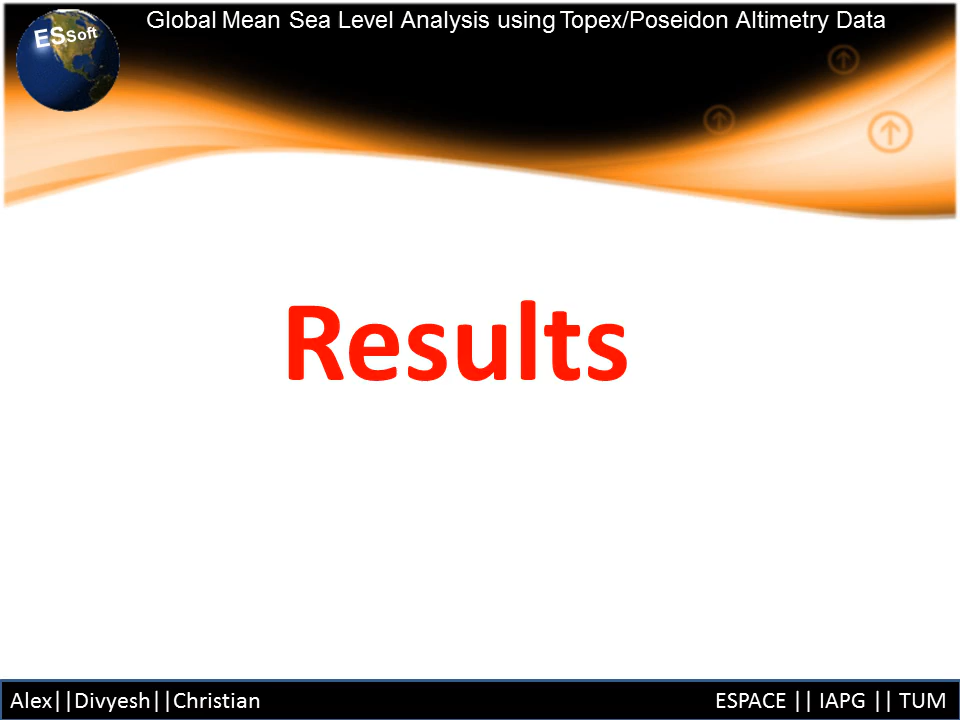 Global Mean Sea Level Analysis using Topex/Poseidon Altimetry Data
ESSoft
Results
Alex||Divyesh||Christian
ESPACE || IAPG || TUM